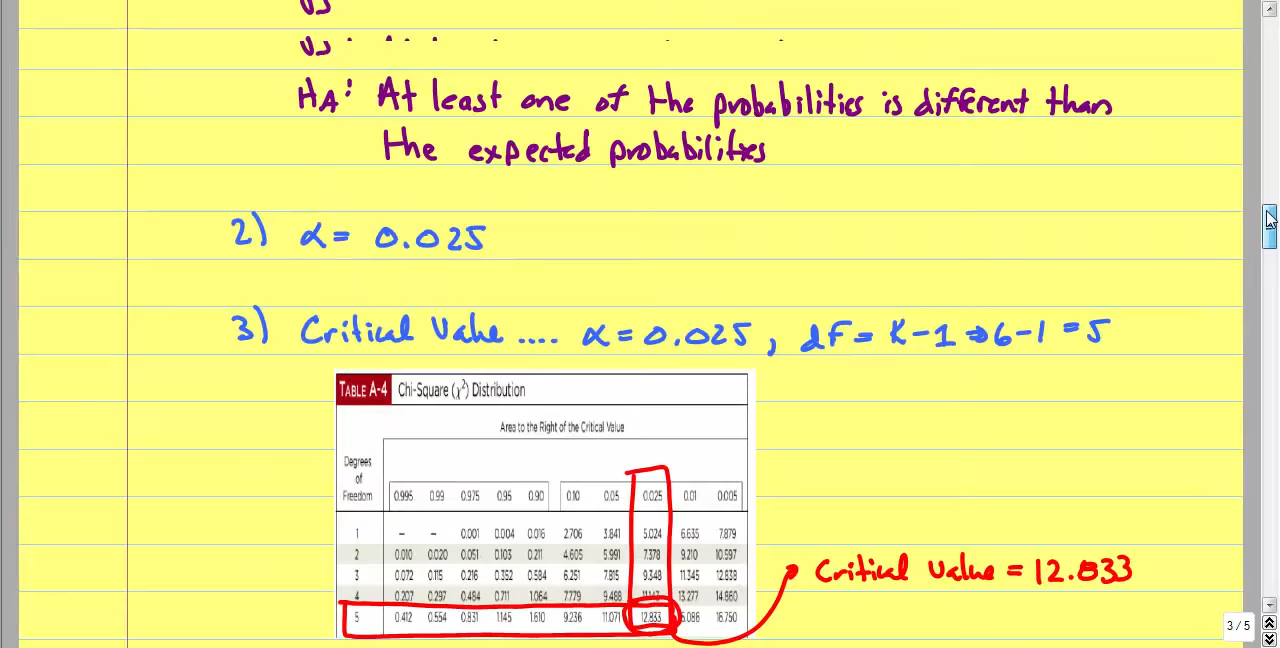 vs
vs
HA: At least one of the probabilities is different than
the expected probabilities
2) α = 0.025
3) Critical Value .... α = 0.025, dF = K-1 ⇒ 6-1 = 5
TABLE A-4 Chi-Square (χ²) Distribution
Area to the Right of the Critical Value
Degrees
of
Freedom 0.995 0.99 0.975 0.95 0.90 0.10 0.05 0.025 0.01 0.005
1 – – 0.001 0.004 0.016 2.706 3.841 5.024 6.635 7.879
2 0.010 0.020 0.051 0.103 0.211 4.605 5.991 7.378 9.210 10.597
3 0.072 0.115 0.216 0.352 0.584 6.251 7.815 9.348 11.345 12.838
Critical Value = 12.833
4 0.207 0.297 0.484 0.711 1.064 7.779 9.488 13.277 14.860
5 0.412 0.554 0.831 1.145 1.610 9.236 11.071 12.833 5.086 16.750
3 / 5